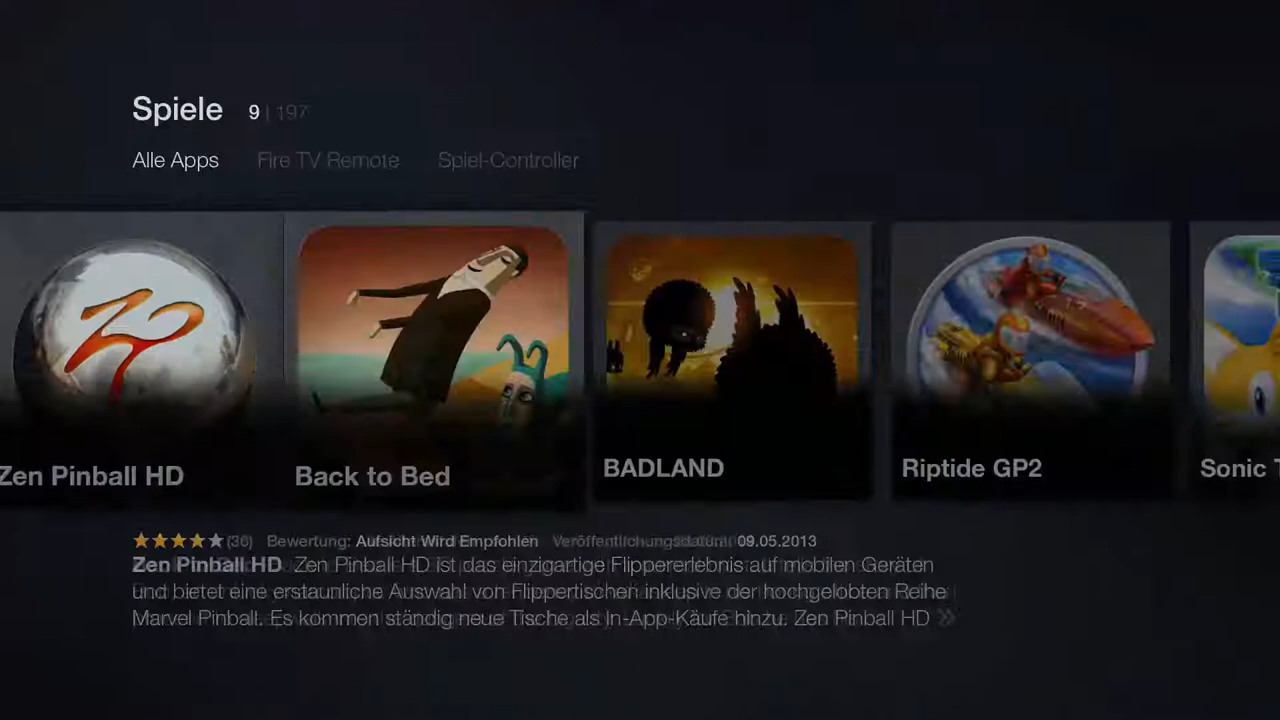 Spiele 9 | 197
Alle Apps Fire TV Remote Spiel-Controller
Zen Pinball HD Back to Bed BADLAND Riptide GP2 Sonic
(36) Bewertung: Aufsicht Wird Empfohlen Veröffentlichungsdatum: 09.05.2013
Zen Pinball HD Zen Pinball HD ist das einzigartige Flippererlebnis auf mobilen Geräten
und bietet eine erstaunliche Auswahl von Flippertischen inklusive der hochgelobten Reihe
Marvel Pinball. Es kommen ständig neue Tische als In-App-Käufe hinzu. Zen Pinball HD »